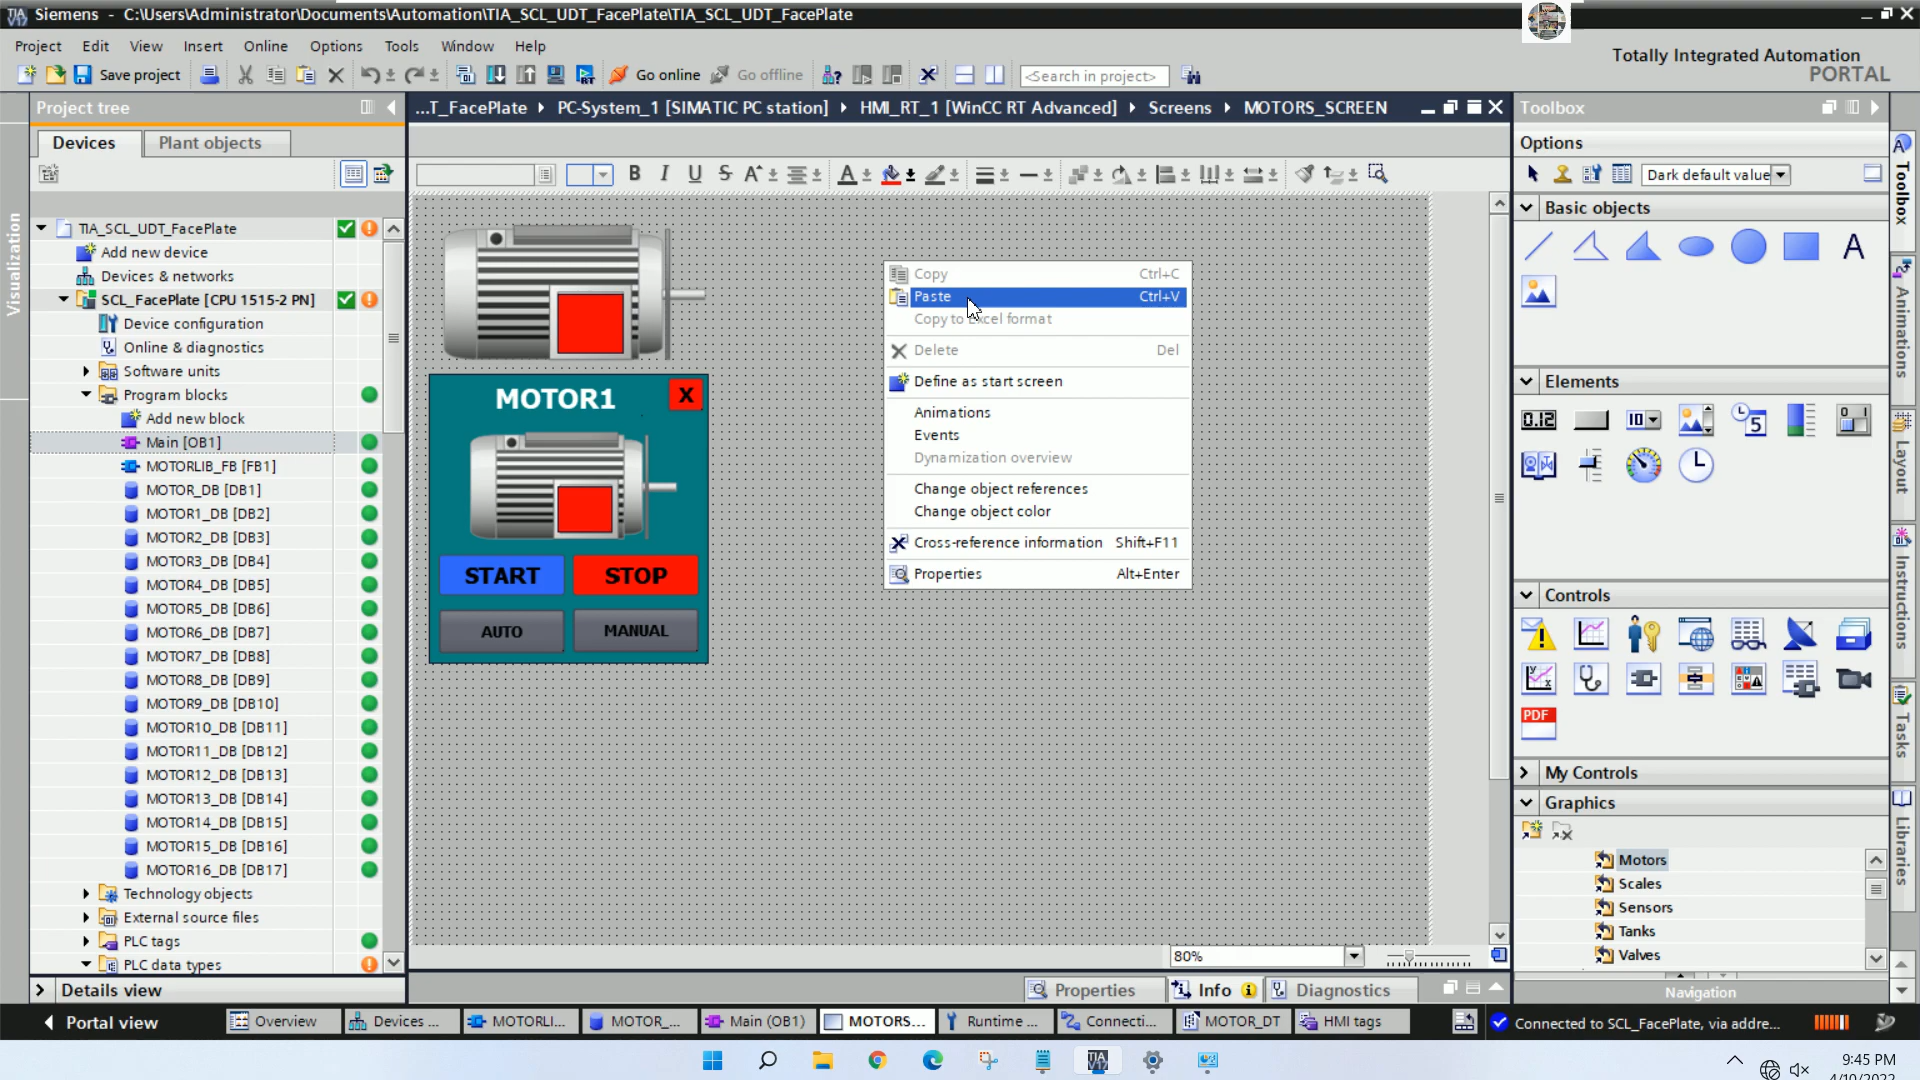 Siemens - C:\Users\Administrator\Documents\Automation\TIA_SCL_UDT_FacePlate\TIA_SCL_UDT_FacePlate
Project Edit View Insert Online Options Tools Window Help
Totally Integrated Automation
PORTAL
Save project
Go online
Go offline
<Search in project>
Project tree
...T_FacePlate
PC-System_1 [SIMATIC PC station]
HMI_RT_1 [WinCC RT Advanced]
Screens
MOTORS_SCREEN
Toolbox
Devices
Plant objects
Options
Dark default value
TIA_SCL_UDT_FacePlate
Add new device
Devices & networks
SCL_FacePlate [CPU 1515-2 PN]
Device configuration
Online & diagnostics
Software units
Program blocks
Add new block
Main [OB1]
MOTORLIB_FB [FB1]
MOTOR_DB [DB1]
MOTOR1_DB [DB2]
MOTOR2_DB [DB3]
MOTOR3_DB [DB4]
MOTOR4_DB [DB5]
MOTOR5_DB [DB6]
MOTOR6_DB [DB7]
MOTOR7_DB [DB8]
MOTOR8_DB [DB9]
MOTOR9_DB [DB10]
MOTOR10_DB [DB11]
MOTOR11_DB [DB12]
MOTOR12_DB [DB13]
MOTOR13_DB [DB14]
MOTOR14_DB [DB15]
MOTOR15_DB [DB16]
MOTOR16_DB [DB17]
Technology objects
External source files
PLC tags
PLC data types
Details view
Visualization
MOTOR1
X
START
STOP
AUTO
MANUAL
Copy Ctrl+C
Paste Ctrl+V
Copy to Excel format
Delete Del
Define as start screen
Animations
Events
Dynamization overview
Change object references
Change object color
Cross-reference information Shift+F11
Properties Alt+Enter
80%
Properties
Info
Diagnostics
Basic objects
Elements
Controls
PDF
My Controls
Graphics
Motors
Scales
Sensors
Tanks
Valves
Navigation
Toolbox
Animations
Layout
Instructions
Tasks
Libraries
Portal view
Overview
Devices ...
MOTORLI...
MOTOR_...
Main (OB1)
MOTORS...
Runtime ...
Connecti...
MOTOR_DT
HMI tags
Connected to SCL_FacePlate, via addre...
9:45 PM
4/10/2022